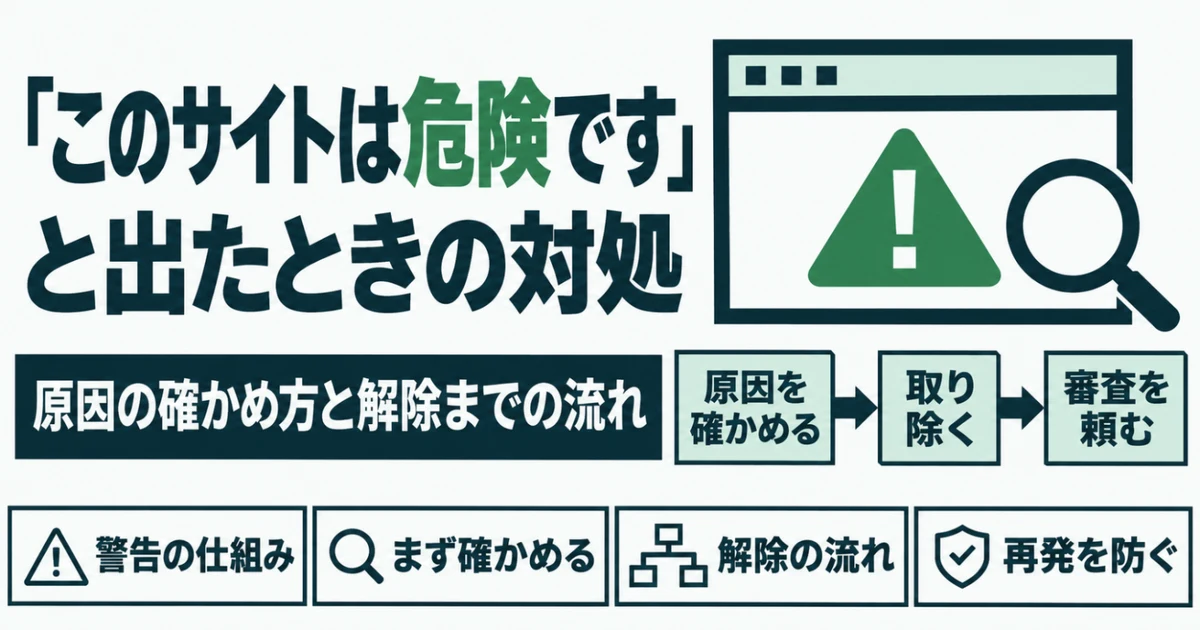 「このサイトは危険です」
と出たときの対処
原因の確かめ方と解除までの流れ
原因を
確かめる
取り
除く
審査を
頼む
警告の仕組み
まず確かめる
解除の流れ
再発を防ぐ